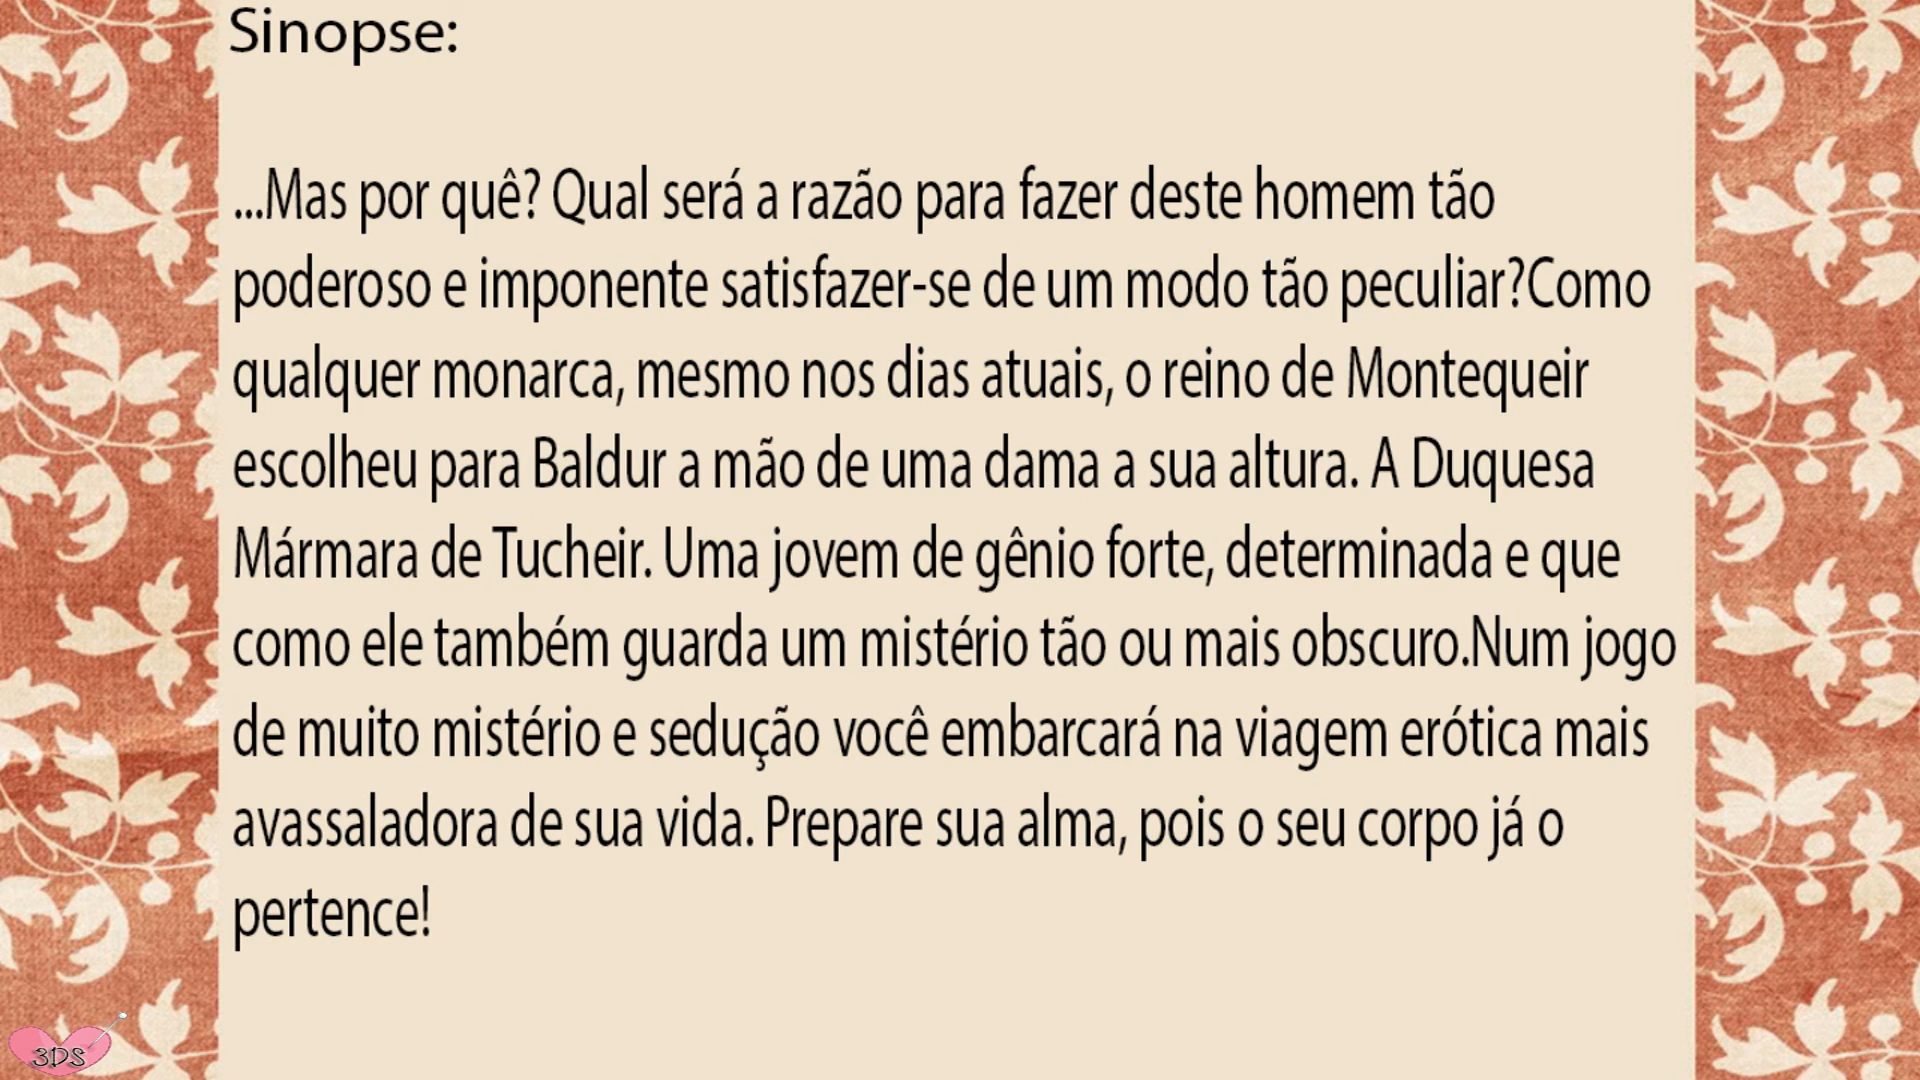 Sinopse:
...Mas por quê? Qual será a razão para fazer deste homem tão
poderoso e imponente satisfazer-se de um modo tão peculiar?Como
qualquer monarca, mesmo nos dias atuais, o reino de Montequeir
escolheu para Baldur a mão de uma dama a sua altura. A Duquesa
Mármara de Tucheir. Uma jovem de gênio forte, determinada e que
como ele também guarda um mistério tão ou mais obscuro.Num jogo
de muito mistério e sedução você embarcará na viagem erótica mais
avassaladora de sua vida. Prepare sua alma, pois o seu corpo já o
pertence!
3DS